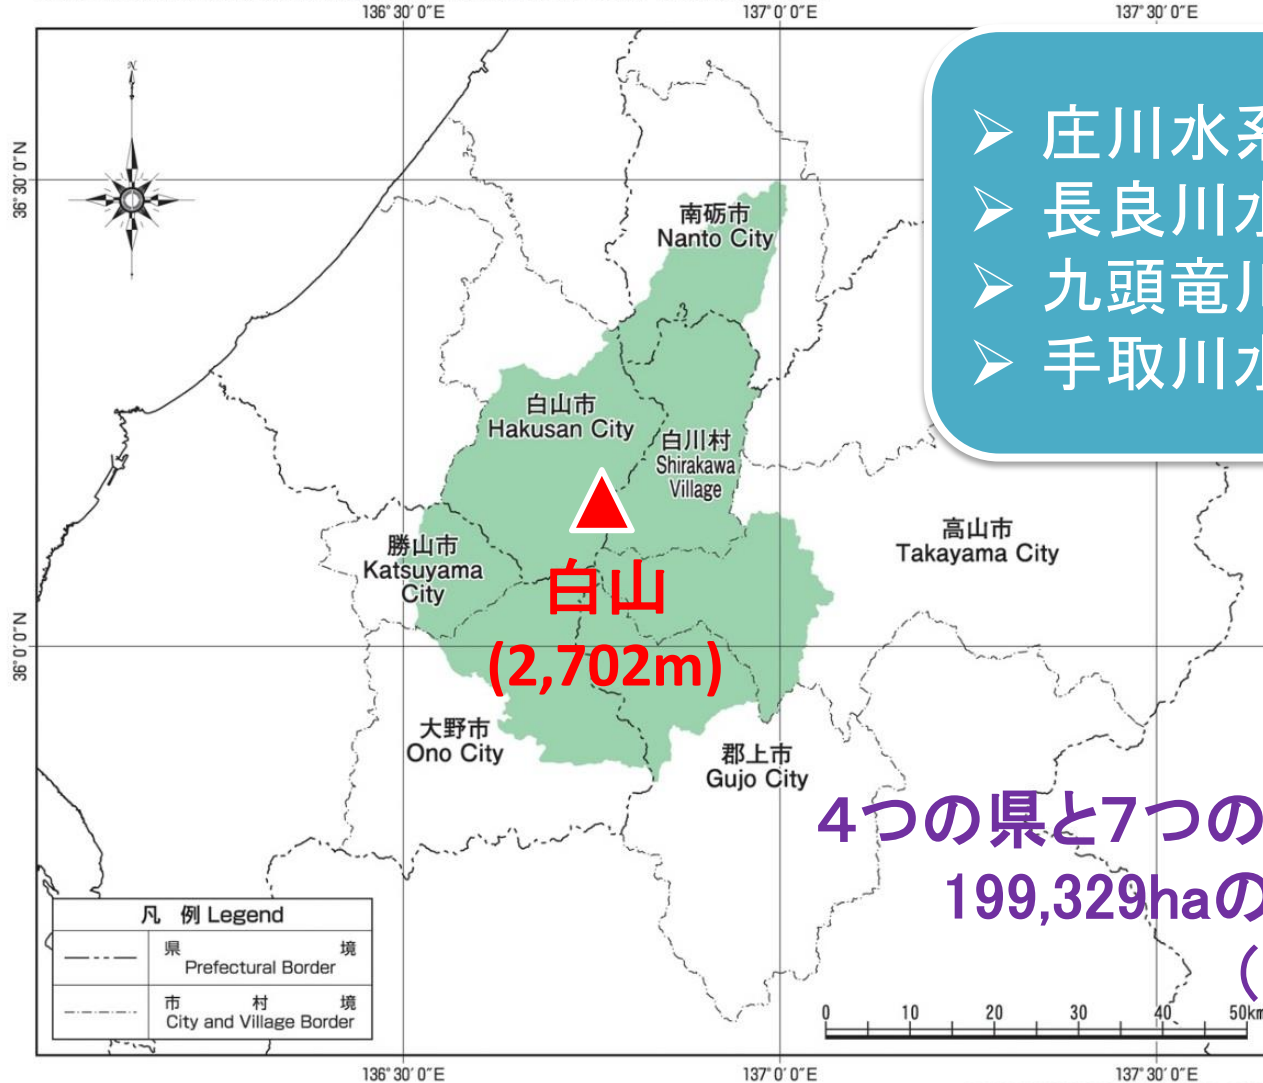 136°30′0″E
137°0′0″E
137°30′0″E
N
36°30′0″N
36°0′0″N
➢ 庄川水系
➢ 長良川水
➢ 九頭竜川
➢ 手取川水
南砺市
Nanto City
白山市
Hakusan City
白川村
Shirakawa
Village
高山市
Takayama City
勝山市
Katsuyama
City
白山
(2,702m)
大野市
Ono City
郡上市
Gujo City
4つの県と7つの
199,329haの
(
凡 例 Legend
県 境
Prefectural Border
市 村 境
City and Village Border
0 10 20 30 40 50km
136°30′0″E
137°0′0″E
137°30′0″E